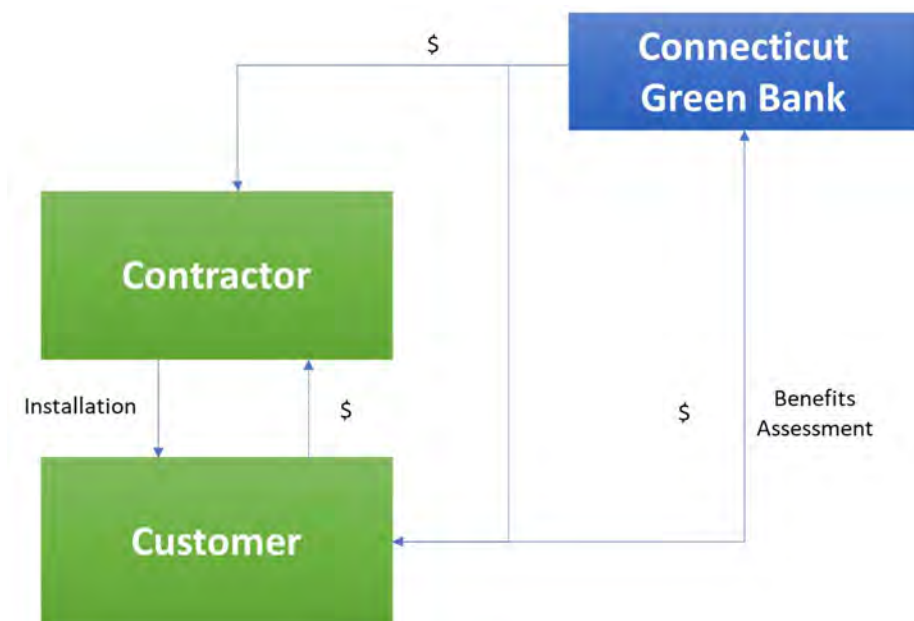 $
Connecticut
Green Bank
Contractor
Installation
$
$
Benefits
Assessment
Customer